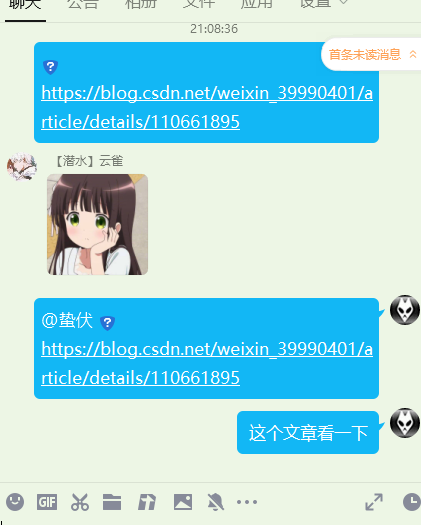 聊天 公告 相册 文件 应用 设置
21:08:36
首条未读消息
https://blog.csdn.net/weixin_39990401/a
rticle/details/110661895
【潜水】云雀
@蛰伏
https://blog.csdn.net/weixin_39990401/a
rticle/details/110661895
这个文章看一下
GIF